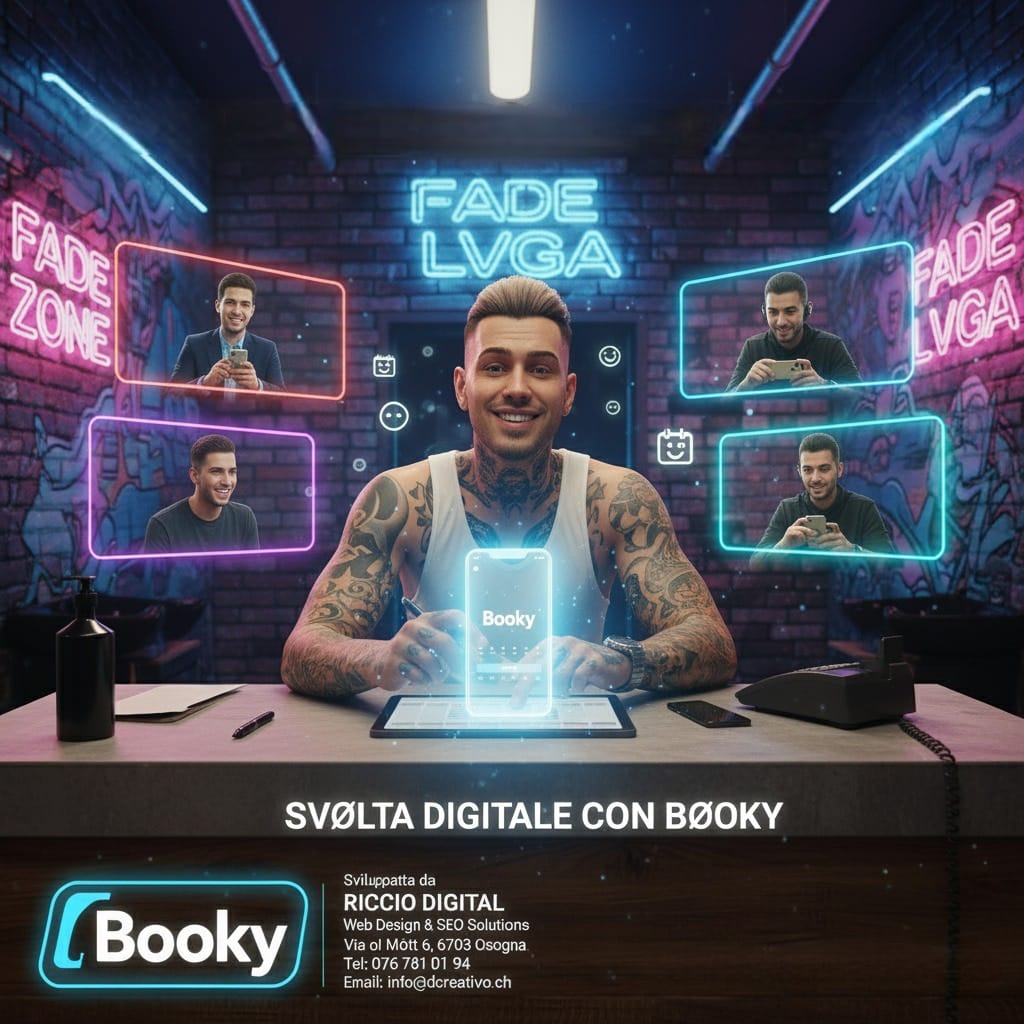 FADE
LVGA
FADE
ZONE
FADE
LVGA
Booky
SVØLTA DIGITALE CON BØOKY
Booky
Sviluppatta da
RICCIO DIGITAL
Web Design & SEO Solutions
Via ol Mòtt 6, 6703 Osogna
Tel: 076 781 01 94
Email: info@dcreativo.ch